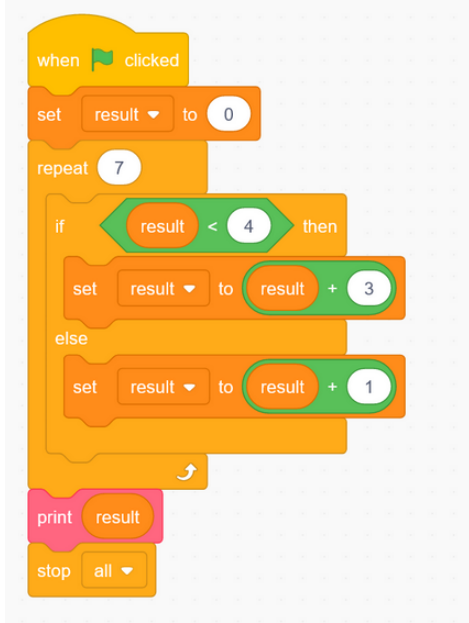 when clicked
set result to 0
repeat 7
if result < 4 then
set result to result + 3
else
set result to result + 1
print result
stop all